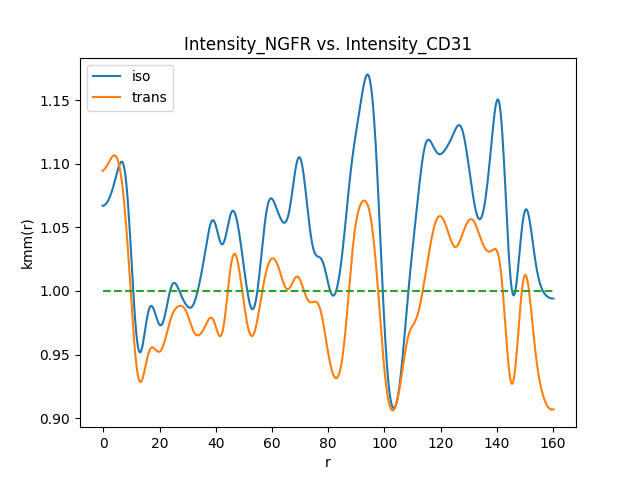 Intensity_NGFR vs. Intensity_CD31
iso
trans
kmm(r)
1.15
1.10
1.05
1.00
0.95
0.90
0 20 40 60 80 100 120 140 160
r